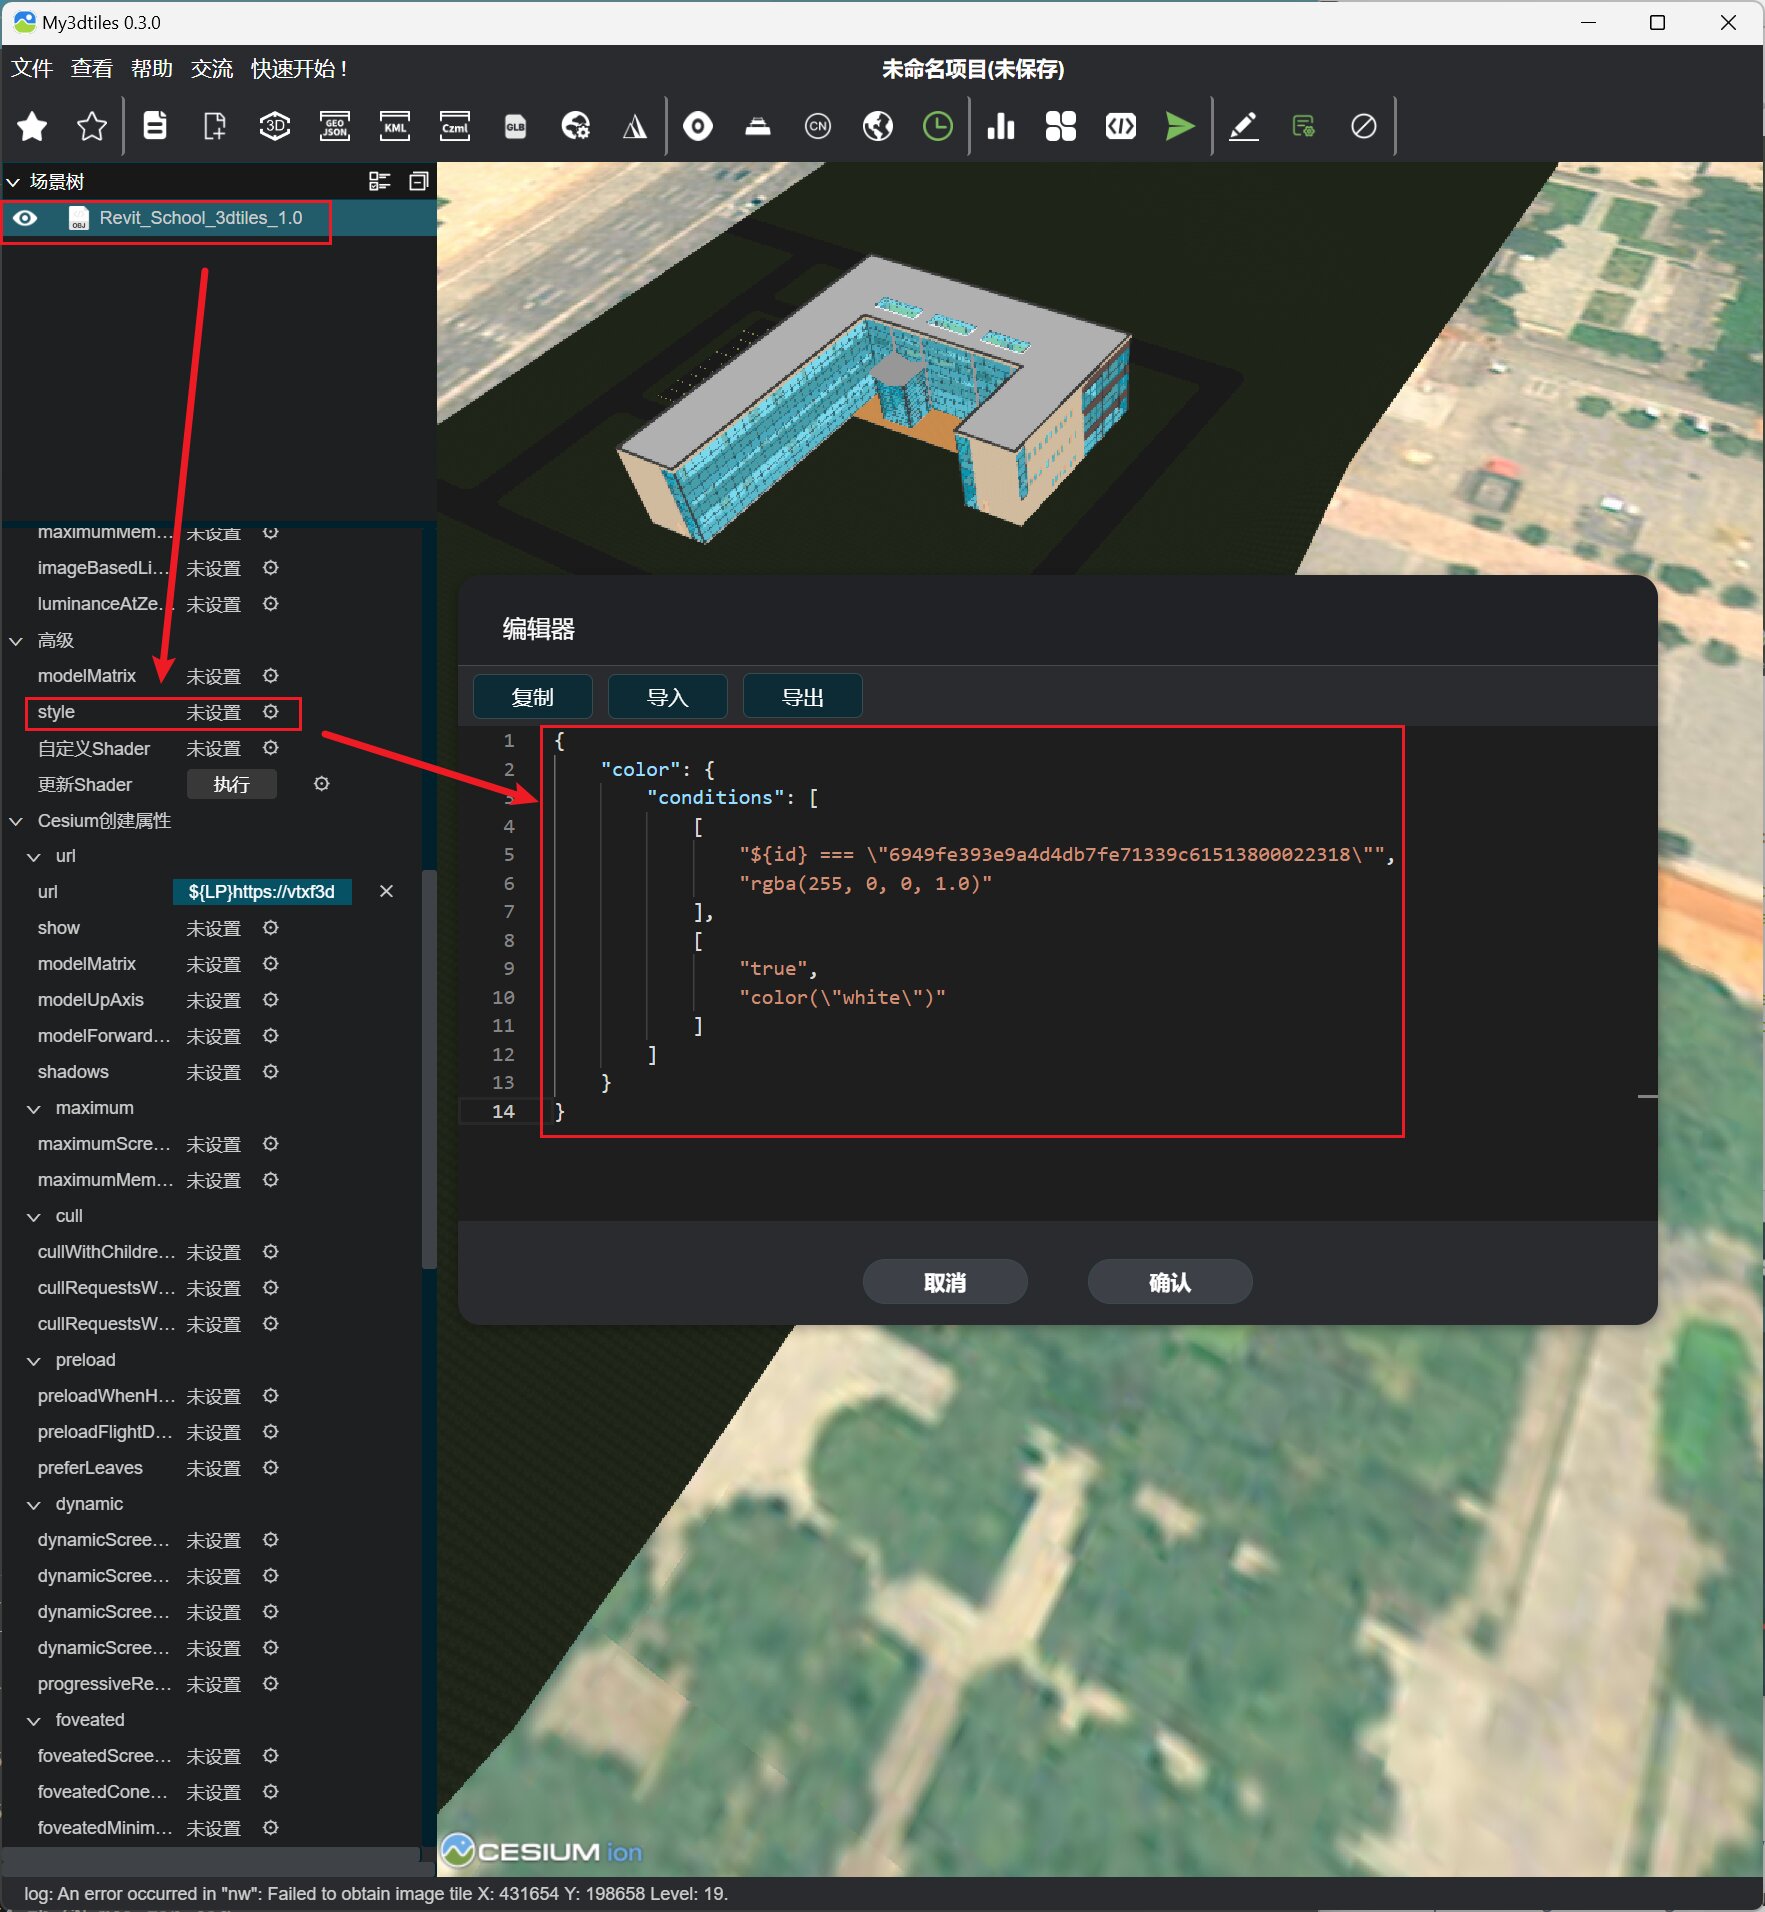 My3dtiles 0.3.0
文件 查看 帮助 交流 快速开始！ 未命名项目(未保存)
3D GEO JSON KML Czml GLB CN
场景树
OBJ Revit_School_3dtiles_1.0
maximumMem... 未设置
imageBasedLi... 未设置
luminanceAtZe... 未设置
高级
modelMatrix 未设置
style 未设置
自定义Shader 未设置
更新Shader 执行
Cesium创建属性
url
url ${LP}https://vtxf3d
show 未设置
modelMatrix 未设置
modelUpAxis 未设置
modelForward... 未设置
shadows 未设置
maximum
maximumScre... 未设置
maximumMem... 未设置
cull
cullWithChildre... 未设置
cullRequestsW... 未设置
cullRequestsW... 未设置
preload
preloadWhenH... 未设置
preloadFlightD... 未设置
preferLeaves 未设置
dynamic
dynamicScree... 未设置
dynamicScree... 未设置
dynamicScree... 未设置
dynamicScree... 未设置
progressiveRe... 未设置
foveated
foveatedScree... 未设置
foveatedCone... 未设置
foveatedMinim... 未设置
编辑器
复制 导入 导出
1 {
2 "color": {
3 "conditions": [
4 [
5 "${id} === \"6949fe393e9a4d4db7fe71339c61513800022318\"",
6 "rgba(255, 0, 0, 1.0)"
7 ],
8 [
9 "true",
10 "color(\"white\")"
11 ]
12 ]
13 }
14 }
取消 确认
CESIUM ion
log: An error occurred in "nw": Failed to obtain image tile X: 431654 Y: 198658 Level: 19.